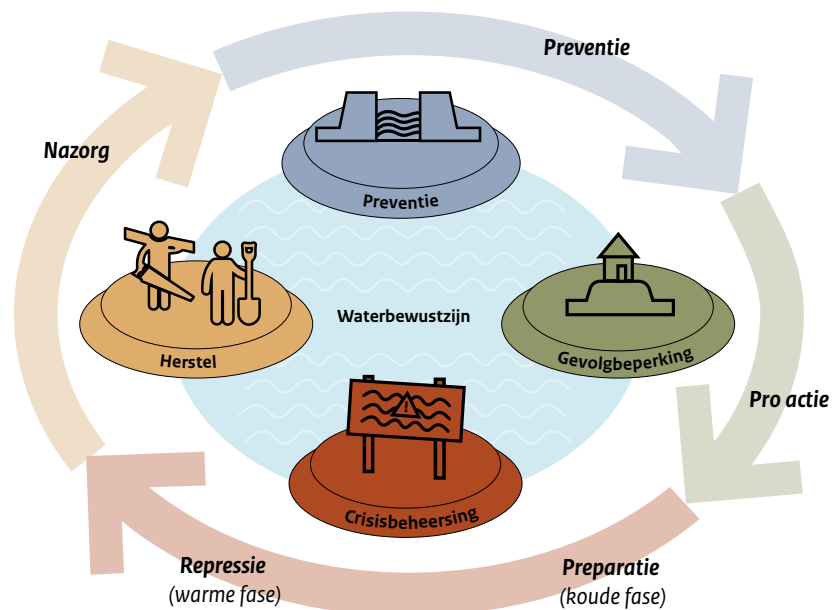 Preventie
Nazorg
Preventie
Waterbewustzijn
Herstel
Gevolgbeperking
Pro actie
!
Crisisbeheersing
Repressie
(warme fase)
Preparatie
(koude fase)